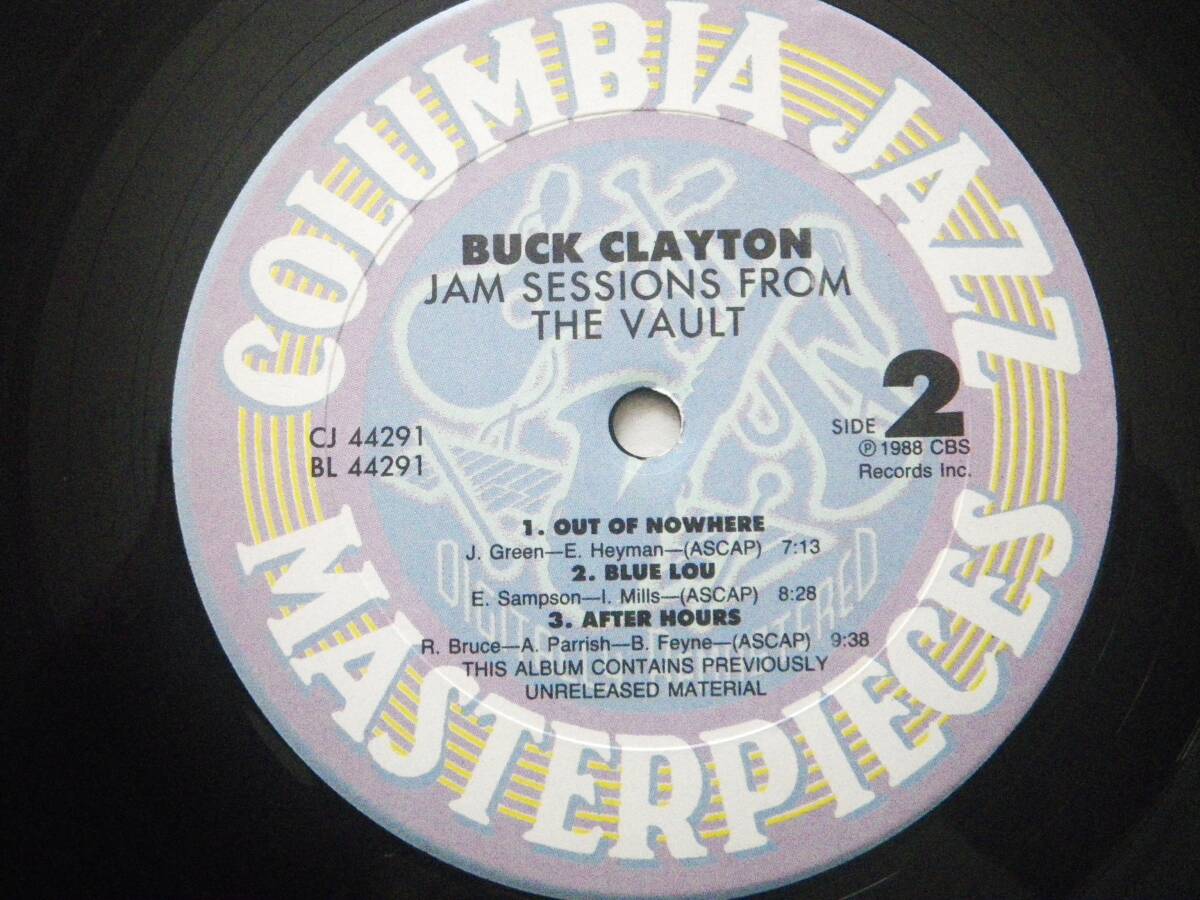 COLUMBIA JAZZ
BUCK CLAYTON
JAM SESSIONS FROM
THE VAULT
CJ 44291
BL 44291
SIDE 2
℗ 1988 CBS
Records Inc.
1. OUT OF NOWHERE
J. Green—E. Heyman—(ASCAP) 7:13
2. BLUE LOU
E. Sampson—I. Mills—(ASCAP) 8:28
3. AFTER HOURS
R. Bruce—A. Parrish—B. Feyne—(ASCAP) 9:38
THIS ALBUM CONTAINS PREVIOUSLY
UNRELEASED MATERIAL
MASTERPIECES